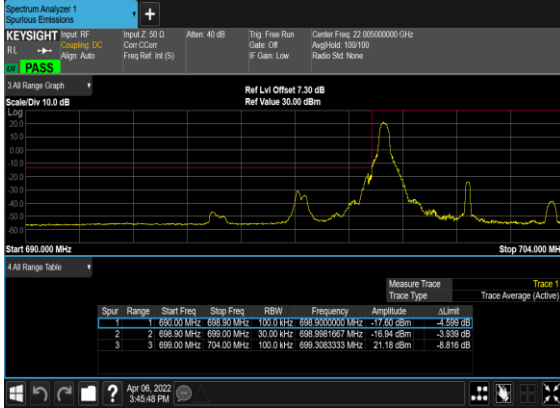 Spectrum Analyzer 1
Spurious Emissions
+
KEYSIGHT Input: RF Input Z: 50 Ω Atten: 40 dB Trig: Free Run Center Freq: 22.005000000 GHz
RL Coupling: DC Corr CCorr Gate: Off Avg|Hold: 100/100
Align: Auto Freq Ref: Int (S) IF Gain: Low Radio Std: None
LXI PASS
3.All Range Graph
Ref Lvl Offset 7.30 dB
Scale/Div 10.0 dB Ref Value 30.00 dBm
Log
20.0
10.0
0.00
-10.0
-20.0
-30.0
-40.0
-50.0
-60.0
Start 690.000 MHz Stop 704.000 MH
4.All Range Table
Measure Trace Trace 1
Trace Type Trace Average (Active)
Spur Range Start Freq Stop Freq RBW Frequency Amplitude ΔLimit
1 1 690.00 MHz 698.90 MHz 100.0 kHz 698.9000000 MHz -17.60 dBm -4.599 dB
2 2 698.90 MHz 699.00 MHz 30.00 kHz 698.9981667 MHz -16.94 dBm -3.939 dB
3 3 699.00 MHz 704.00 MHz 100.0 kHz 699.3083333 MHz 21.18 dBm -8.816 dB
?
Apr 06, 2022
3:45:48 PM